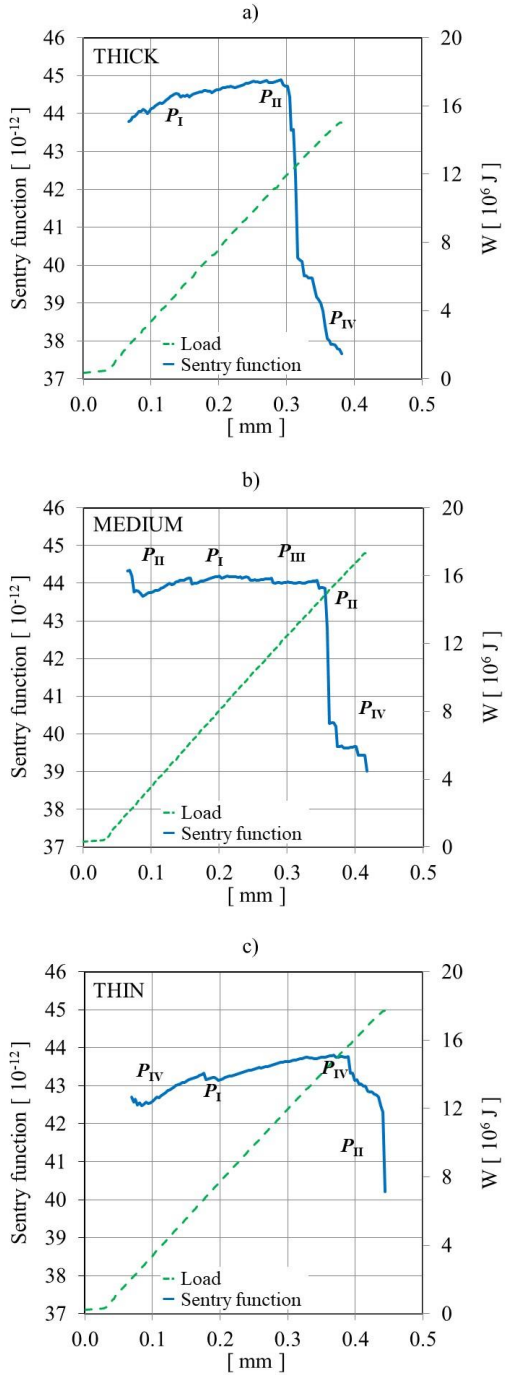 a)
THICK
Sentry function [ 10⁻¹² ]
46
45
44
43
42
41
40
39
38
37
P_I
P_II
P_IV
Load
Sentry function
20
16
12
8
4
0
W [ 10⁶ J ]
0.0 0.1 0.2 0.3 0.4 0.5
[ mm ]
b)
MEDIUM
Sentry function [ 10⁻¹² ]
46
45
44
43
42
41
40
39
38
37
P_II P_I P_III
P_II
P_IV
Load
Sentry function
20
16
12
8
4
0
W [ 10⁶ J ]
0.0 0.1 0.2 0.3 0.4 0.5
[ mm ]
c)
THIN
Sentry function [ 10⁻¹² ]
46
45
44
43
42
41
40
39
38
37
P_IV
P_I
P_IV
P_II
Load
Sentry function
20
16
12
8
4
0
W [ 10⁶ J ]
0.0 0.1 0.2 0.3 0.4 0.5
[ mm ]